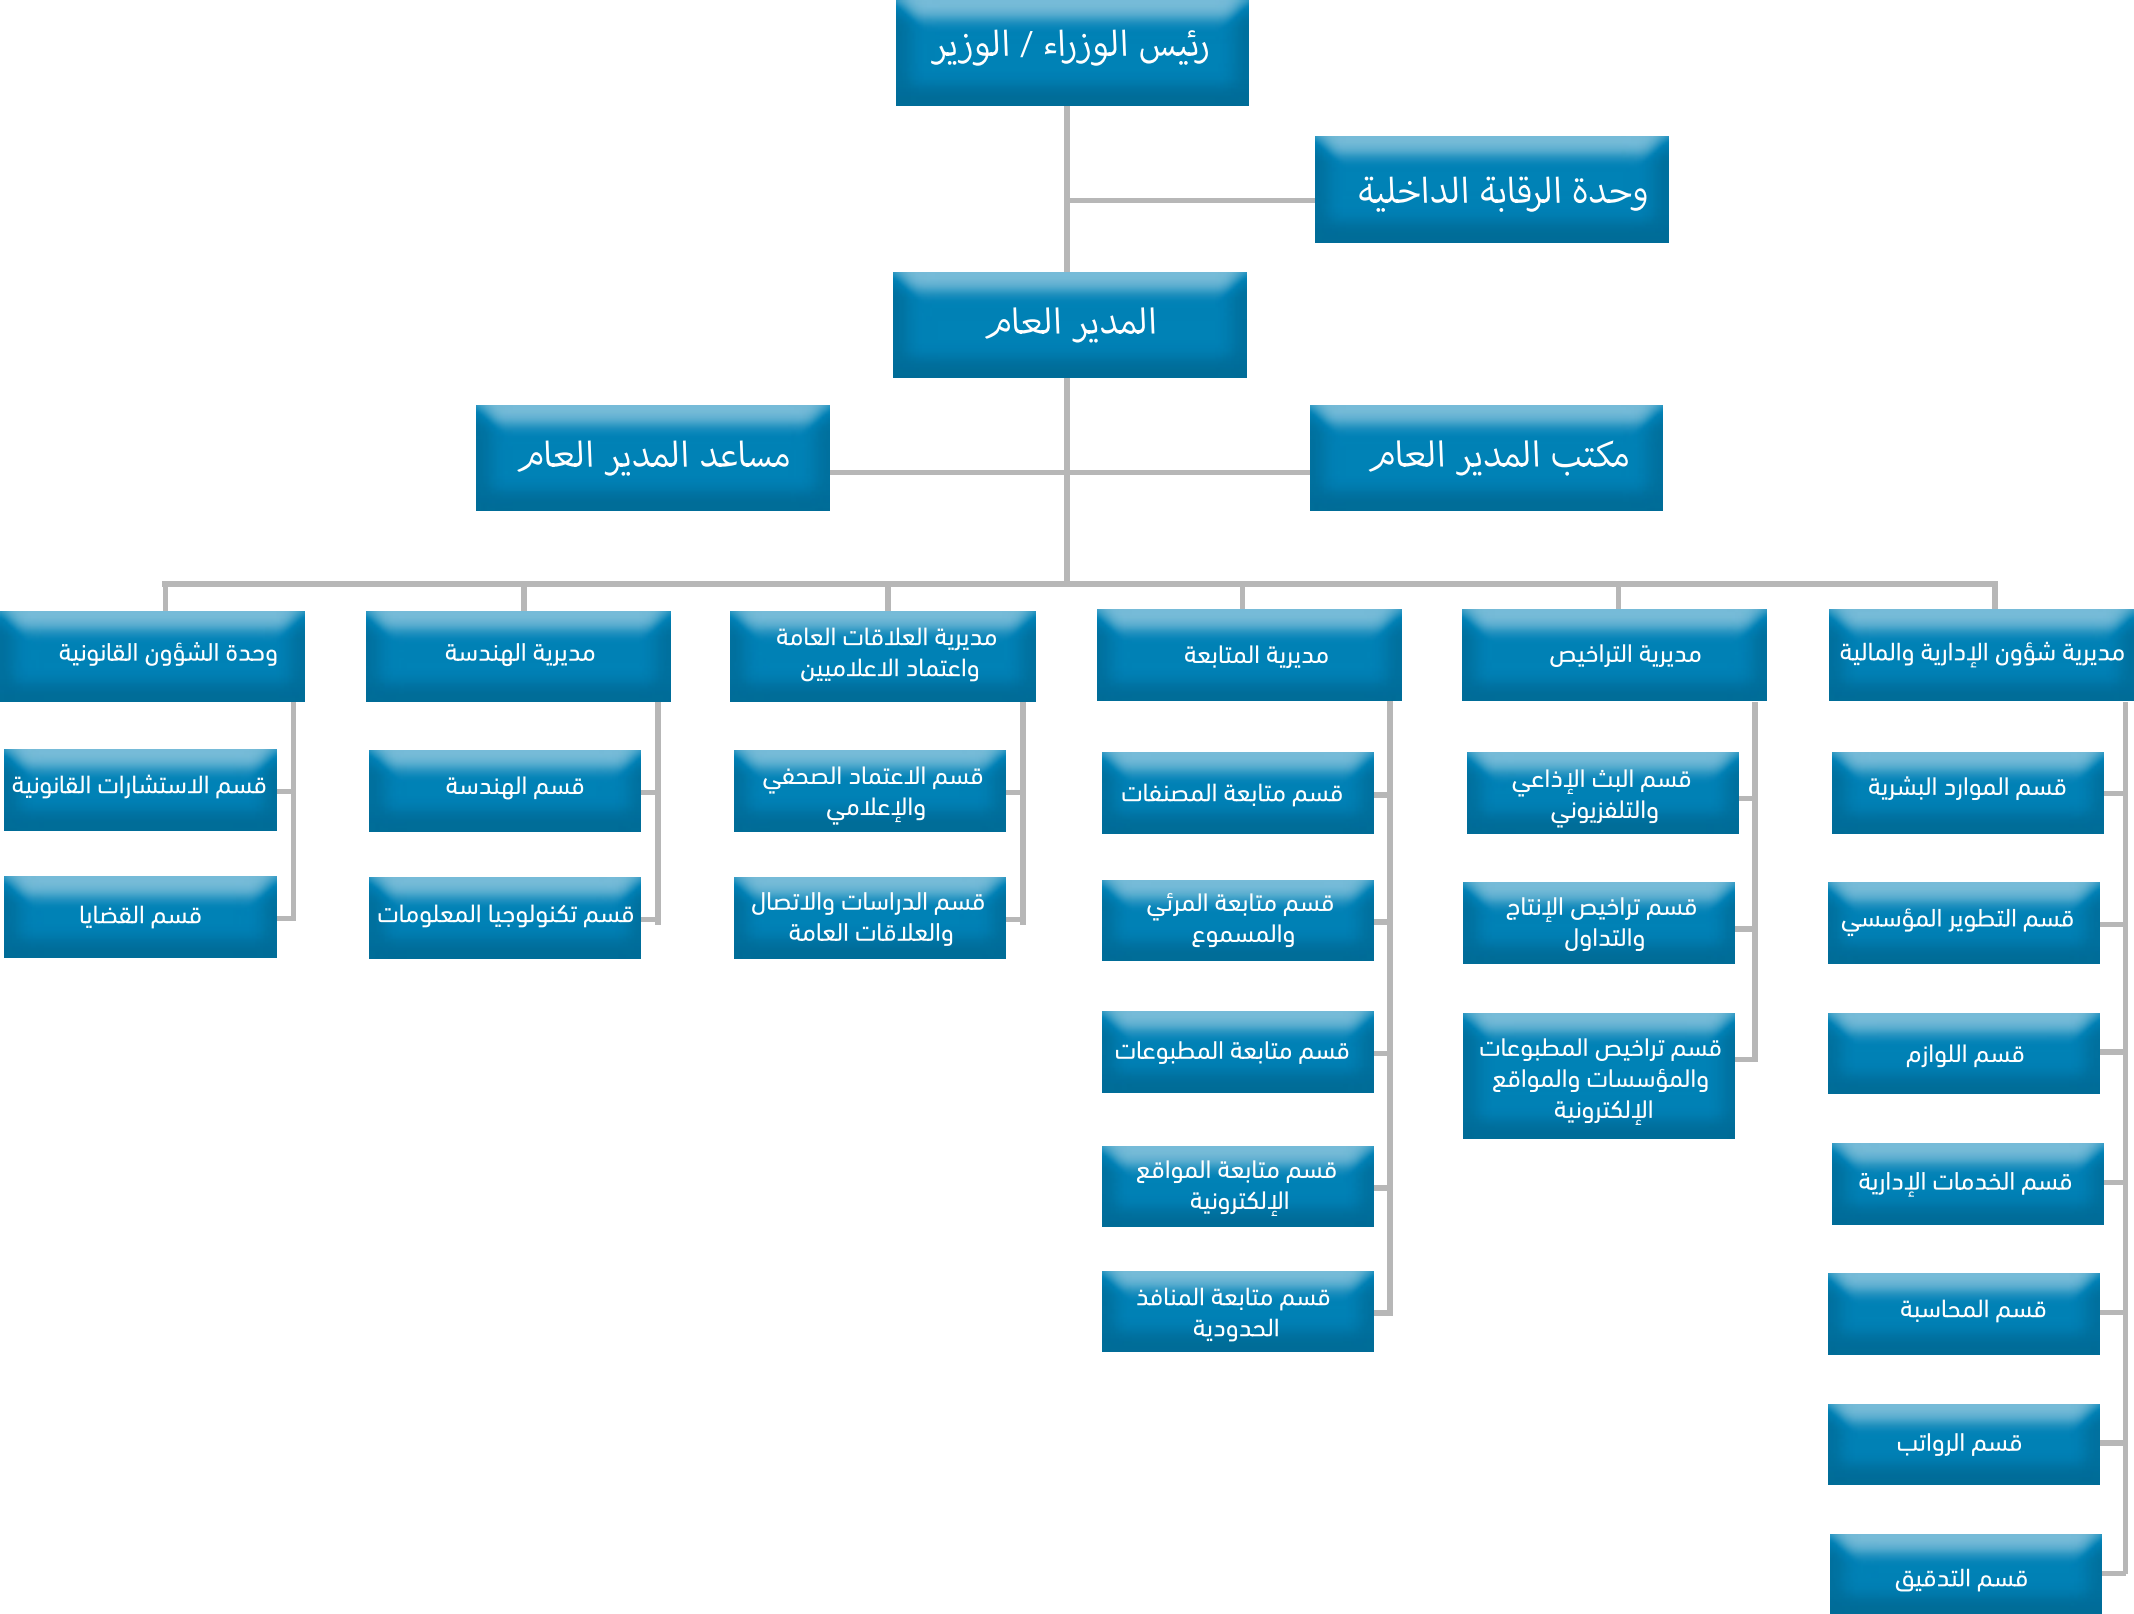 رئيس الوزراء / الوزير
وحدة الرقابة الداخلية
المدير العام
مكتب المدير العام
مساعد المدير العام
مديرية شؤون الإدارية والمالية
قسم الموارد البشرية
قسم التطوير المؤسسي
قسم اللوازم
قسم الخدمات الإدارية
قسم المحاسبة
قسم الرواتب
قسم التدقيق
مديرية التراخيص
قسم البث الإذاعي
والتلفزيوني
قسم تراخيص الإنتاج
والتداول
قسم تراخيص المطبوعات
والمؤسسات والمواقع
الإلكترونية
مديرية المتابعة
قسم متابعة المصنفات
قسم متابعة المرئي
والمسموع
قسم متابعة المطبوعات
قسم متابعة المواقع
الإلكترونية
قسم متابعة المنافذ
الحدودية
مديرية العلاقات العامة
واعتماد الاعلاميين
قسم الاعتماد الصحفي
والإعلامي
قسم الدراسات والاتصال
والعلاقات العامة
مديرية الهندسة
قسم الهندسة
قسم تكنولوجيا المعلومات
وحدة الشؤون القانونية
قسم الاستشارات القانونية
قسم القضايا